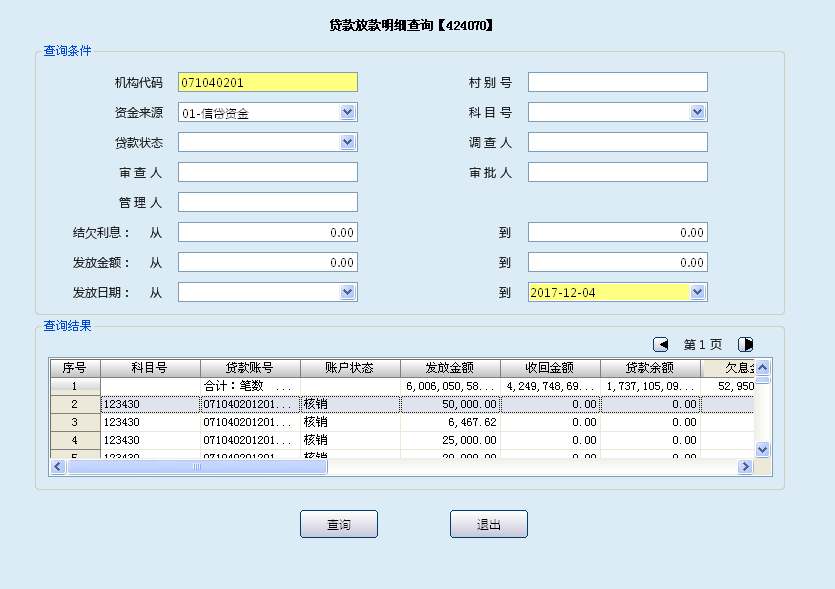 贷款放款明细查询【424070】
查询条件
机构代码 071040201 村 别 号
资金来源 01-信贷资金 科 目 号
贷款状态 调 查 人
审 查 人 审 批 人
管 理 人
结欠利息： 从 0.00 到 0.00
发放金额： 从 0.00 到 0.00
发放日期： 从 到 2017-12-04
查询结果
第 1 页
序号 科目号 贷款账号 账户状态 发放金额 收回金额 贷款余额 欠息
1 合计：笔数 ... 6,006,050,58... 4,249,748,69... 1,737,105,09... 52,950
2 123430 071040201201... 核销 50,000.00 0.00 0.00
3 123430 071040201201... 核销 6,467.62 0.00 0.00
4 123430 071040201201... 核销 25,000.00 0.00 0.00
5 123430 071040201201... 核销 20,000.00 0.00 0.00
查询 退出